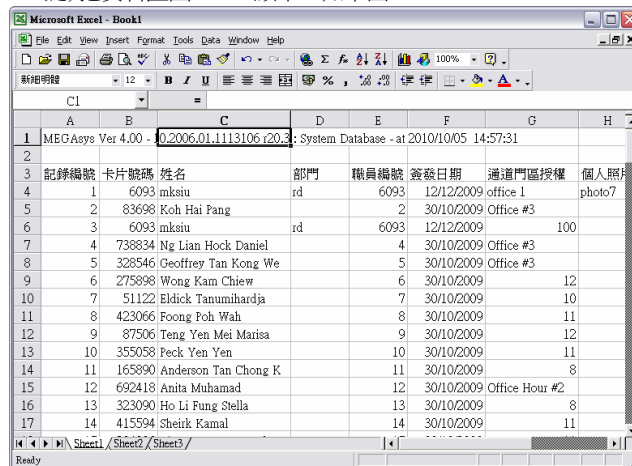 Microsoft Excel - Book1
File Edit View Insert Format Tools Data Window Help
100%
新細明體 12 B I U
C1 =
A B C D E F G H
1 MEGAsys Ver 4.00 - 10.2006.01.1113106 r20.3: System Database - at 2010/10/05 14:57:31
2
3 記錄編號 卡片號碼 姓名 部門 職員編號 簽發日期 通道門區授權 個人照片
4 1 6093 mksiu rd 6093 12/12/2009 office 1 photo7
5 2 83698 Koh Hai Pang 2 30/10/2009 Office #3
6 3 6093 mksiu rd 6093 12/12/2009 100
7 4 738834 Ng Lian Hock Daniel 4 30/10/2009 Office #3
8 5 328546 Geoffrey Tan Kong We 5 30/10/2009 Office #3
9 6 275898 Wong Kam Chiew 6 30/10/2009 12
10 7 51122 Eldick Tanumihardja 7 30/10/2009 10
11 8 423066 Foong Poh Wah 8 30/10/2009 11
12 9 87506 Teng Yen Mei Marisa 9 30/10/2009 12
13 10 355058 Peck Yen Yen 10 30/10/2009 11
14 11 165890 Anderson Tan Chong K 11 30/10/2009 8
15 12 692418 Anita Muhamad 12 30/10/2009 Office Hour #2
16 13 323090 Ho Li Fung Stella 13 30/10/2009 8
17 14 415594 Sheirk Kamal 14 30/10/2009 11
Sheet1 Sheet2 Sheet3
Ready